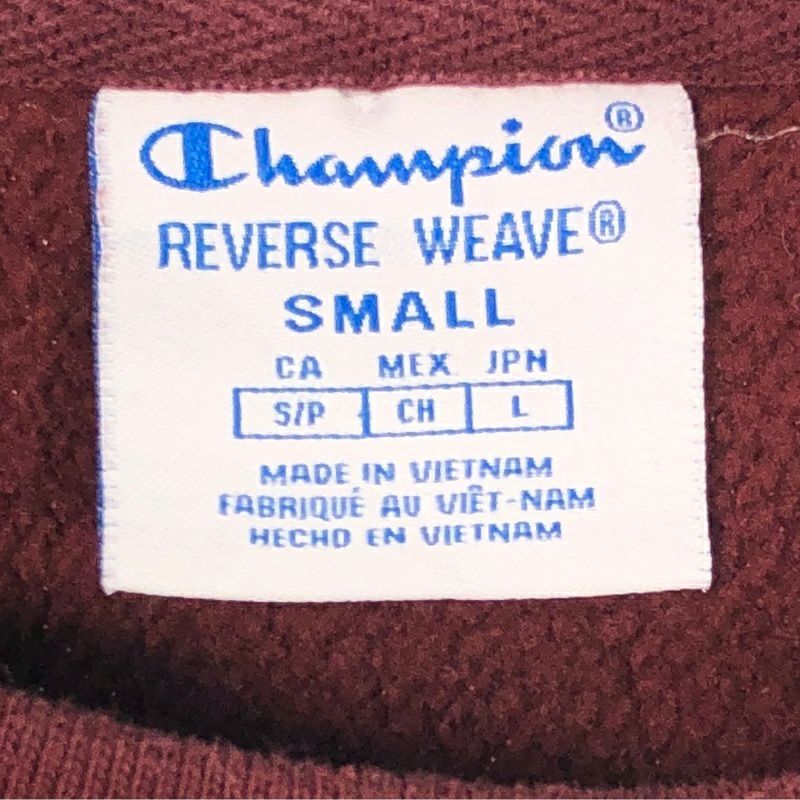 Champion®
REVERSE WEAVE®
SMALL
CA MEX JPN
S/P CH L
MADE IN VIETNAM
FABRIQUÉ AU VIÊT-NAM
HECHO EN VIETNAM